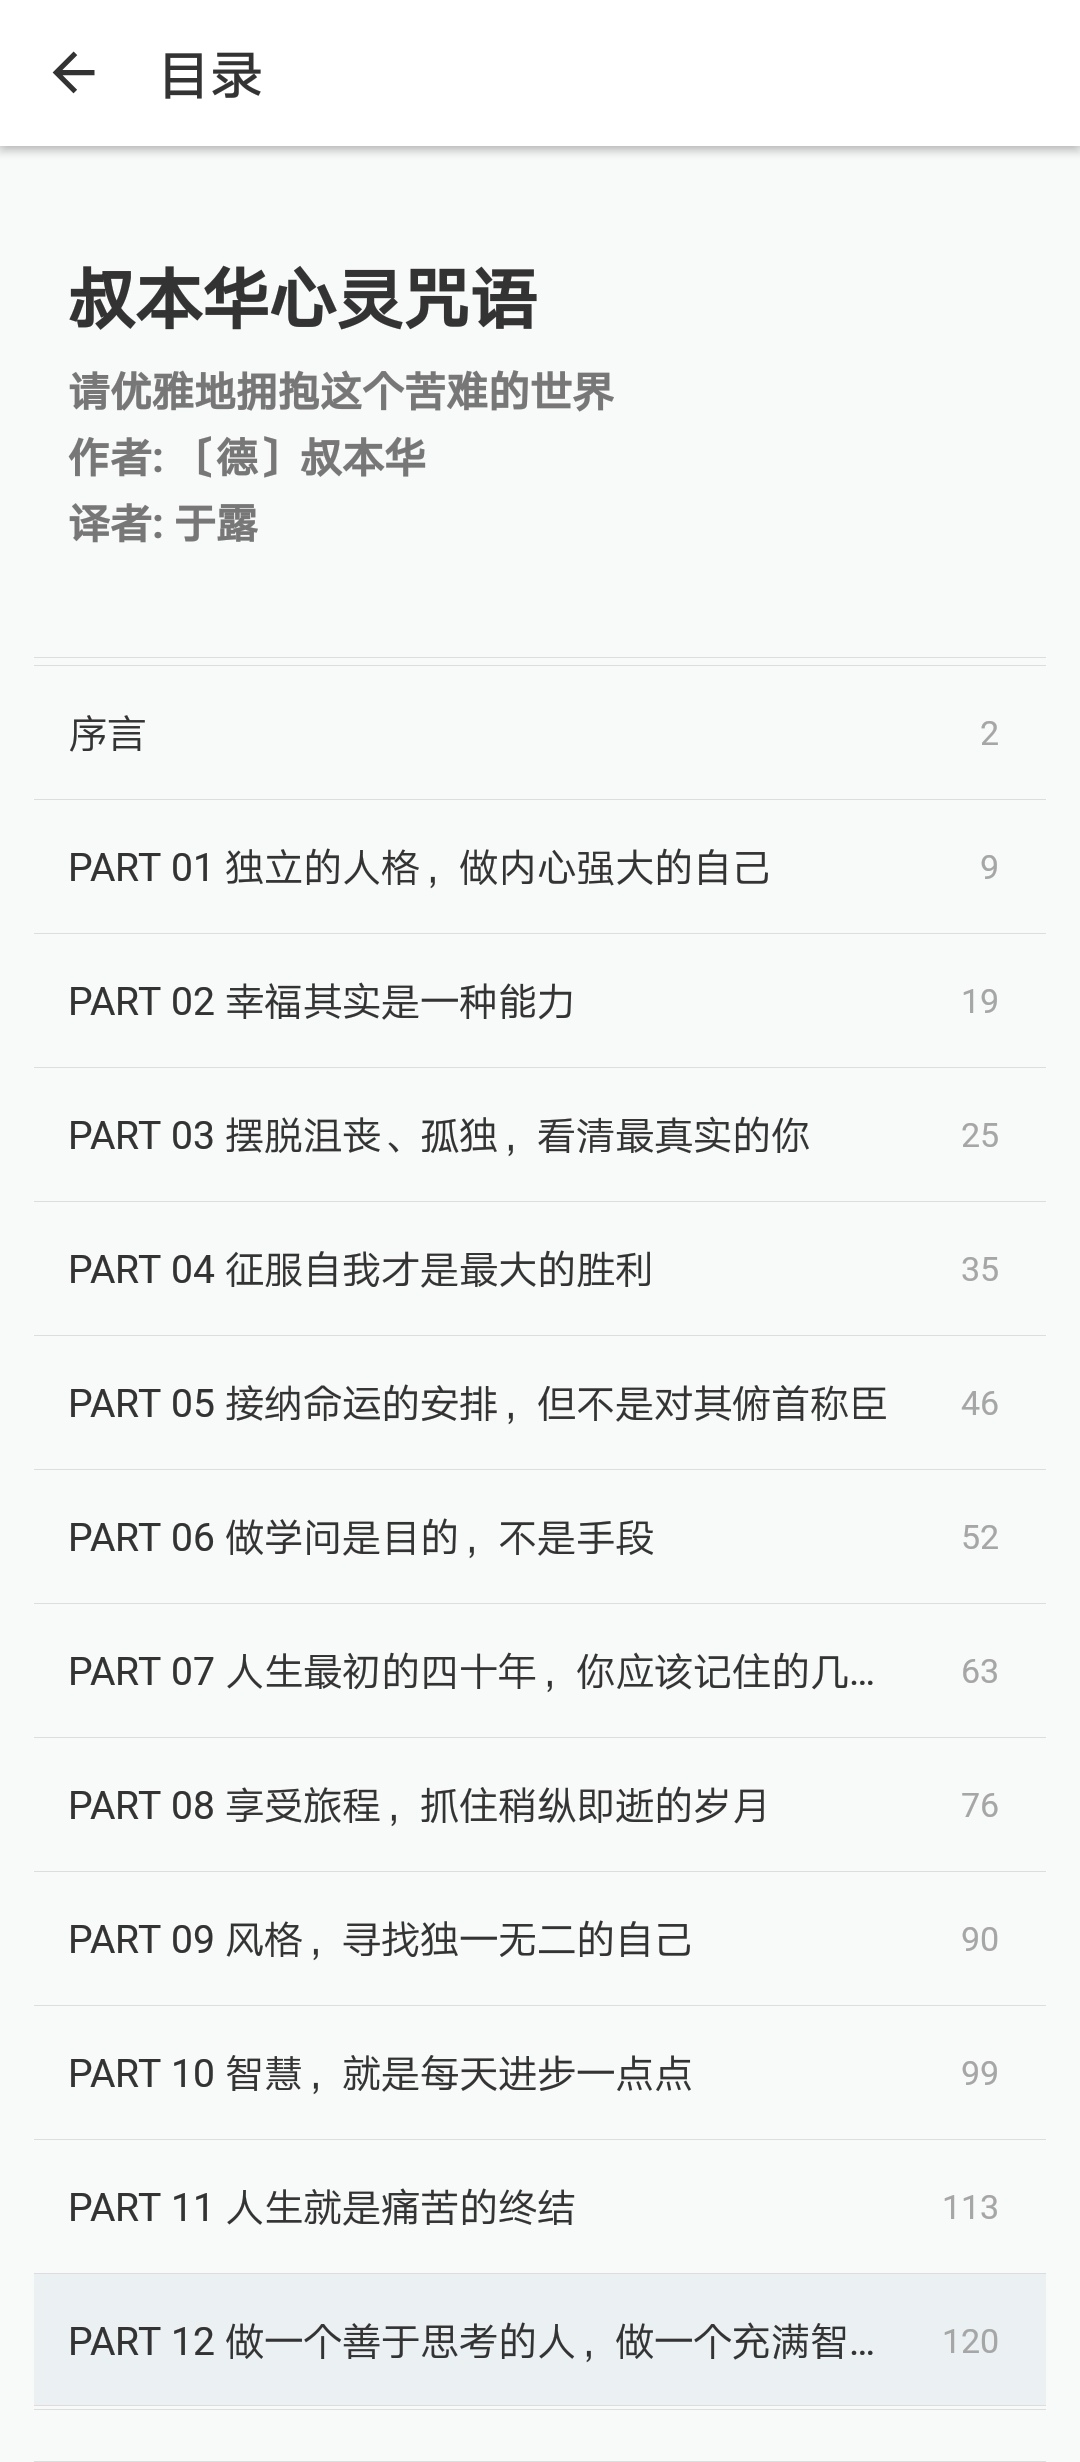 目录
叔本华心灵咒语
请优雅地拥抱这个苦难的世界
作者: 〔德〕叔本华
译者: 于露
序言 2
PART 01 独立的人格，做内心强大的自己 9
PART 02 幸福其实是一种能力 19
PART 03 摆脱沮丧、孤独，看清最真实的你 25
PART 04 征服自我才是最大的胜利 35
PART 05 接纳命运的安排，但不是对其俯首称臣 46
PART 06 做学问是目的，不是手段 52
PART 07 人生最初的四十年，你应该记住的几... 63
PART 08 享受旅程，抓住稍纵即逝的岁月 76
PART 09 风格，寻找独一无二的自己 90
PART 10 智慧，就是每天进步一点点 99
PART 11 人生就是痛苦的终结 113
PART 12 做一个善于思考的人，做一个充满智... 120